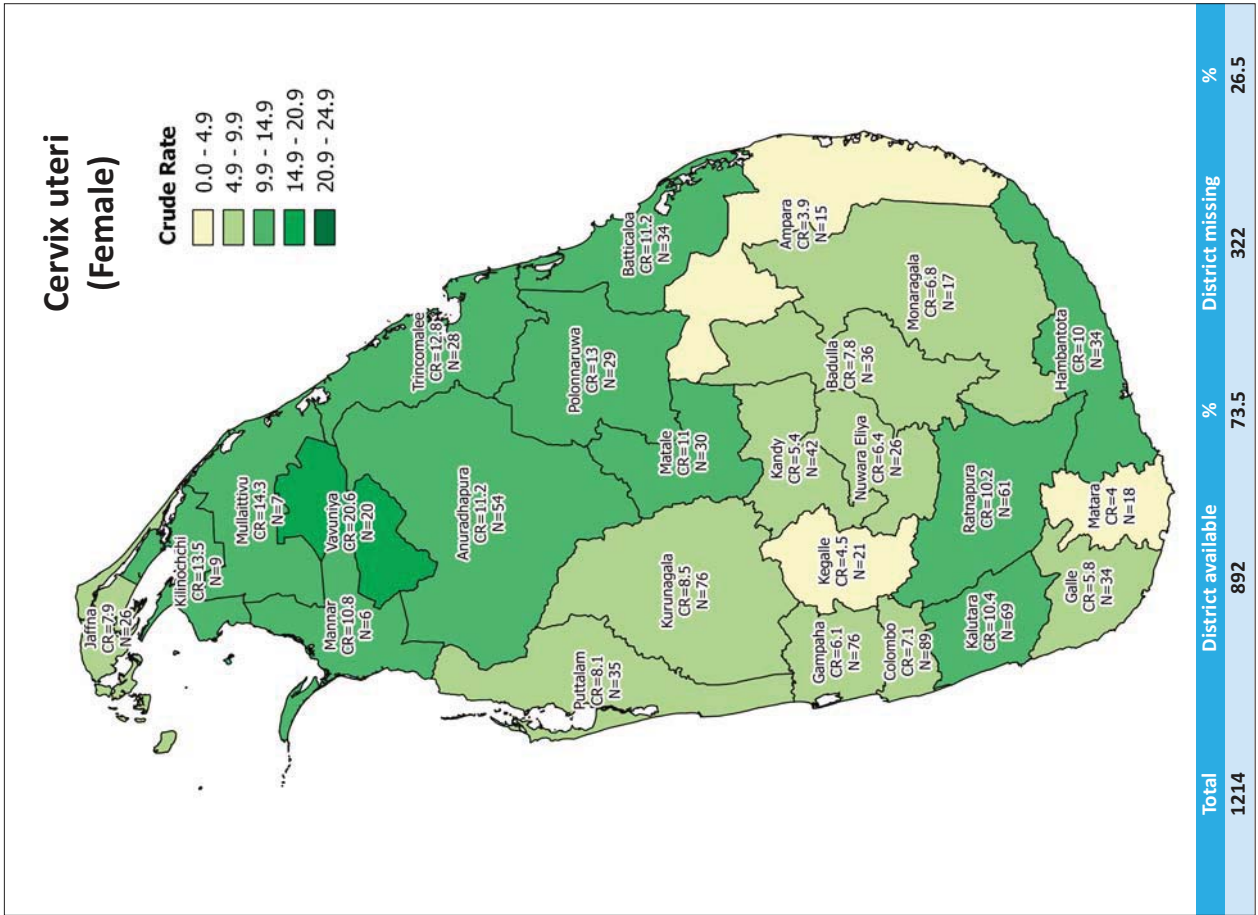 Cervix uteri
(Female)
Crude Rate
0.0 - 4.9
4.9 - 9.9
9.9 - 14.9
14.9 - 20.9
20.9 - 24.9
Jaffna
CR=7.9
N=26
Kilinochchi
CR=13.5
N=9
Mullaittivu
CR=14.3
N=7
Mannar
CR=10.8
N=6
Vavuniya
CR=20.6
N=20
Trincomalee
CR=12.8
N=28
Anuradhapura
CR=11.2
N=54
Polonnaruwa
CR=13
N=29
Batticaloa
CR=11.2
N=34
Puttalam
CR=8.1
N=35
Kurunagala
CR=8.5
N=76
Matale
CR=11
N=30
Ampara
CR=3.9
N=15
Kandy
CR=5.4
N=42
Badulla
CR=7.8
N=36
Nuwara Eliya
CR=6.4
N=26
Monaragala
CR=6.8
N=17
Kegalle
CR=4.5
N=21
Gampaha
CR=6.1
N=76
Colombo
CR=7.1
N=89
Ratnapura
CR=10.2
N=61
Kalutara
CR=10.4
N=69
Hambantota
CR=10
N=34
Galle
CR=5.8
N=34
Matara
CR=4
N=18
Total District available % District missing %
1214 892 73.5 322 26.5